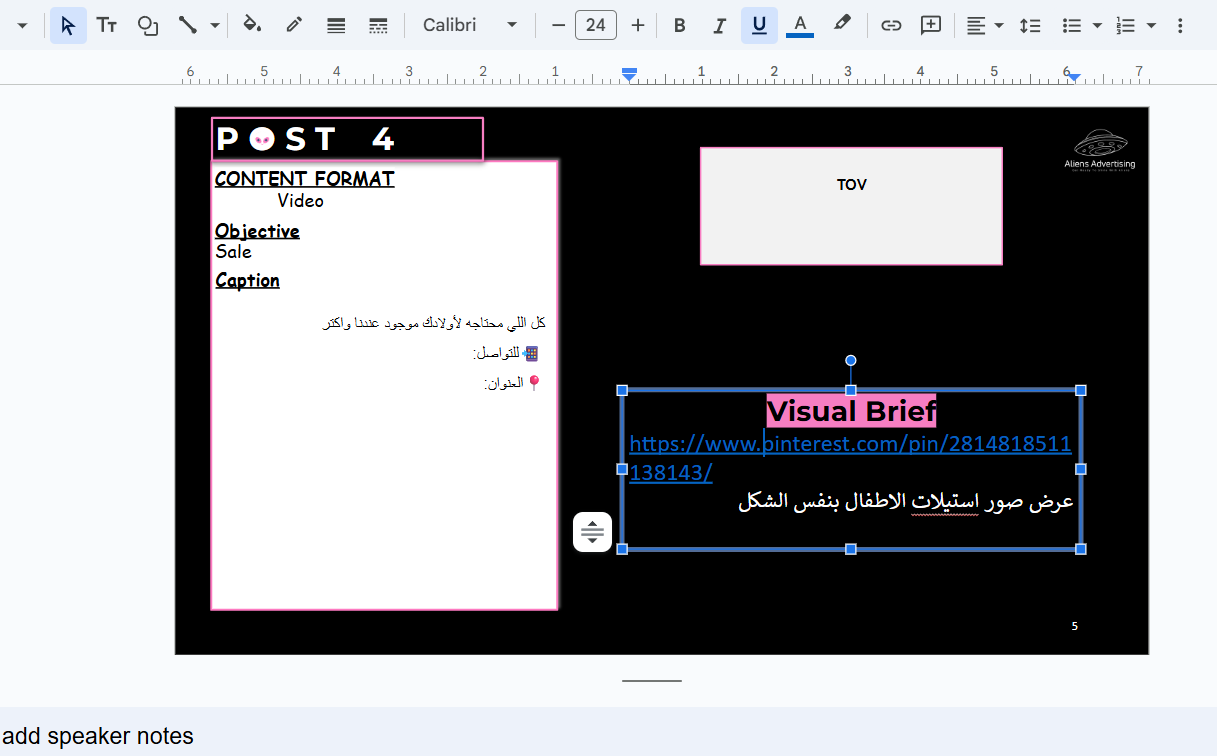 Calibri
24
6 5 4 3 2 1 1 2 3 4 5 6 7
POST 4
CONTENT FORMAT
Video
Objective
Sale
Caption
كل اللي محتاجه لأولادك موجود عندنا واكتر
📲 للتواصل:
📍 العنوان:
Aliens Advertising
TOV
Visual Brief
https://www.pinterest.com/pin/2814818511
138143/
عرض صور استيلات الاطفال بنفس الشكل
5
add speaker notes